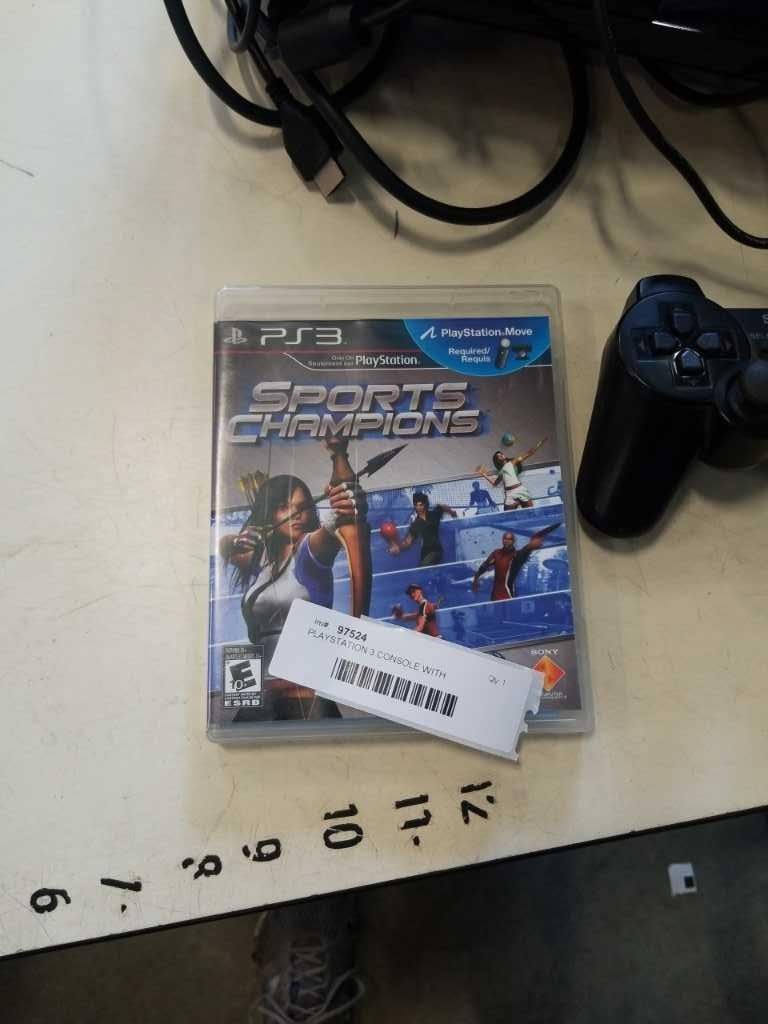 PS3
PlayStation®Move
Required/
Requis
Only On
PlayStation®
SPORTS
CHAMPIONS
Inv# 97524
PLAYSTATION 3 CONSOLE WITH
Qty: 1
SONY
E
10+
ESRB
6
7.
8.
9.
10
11.
12.